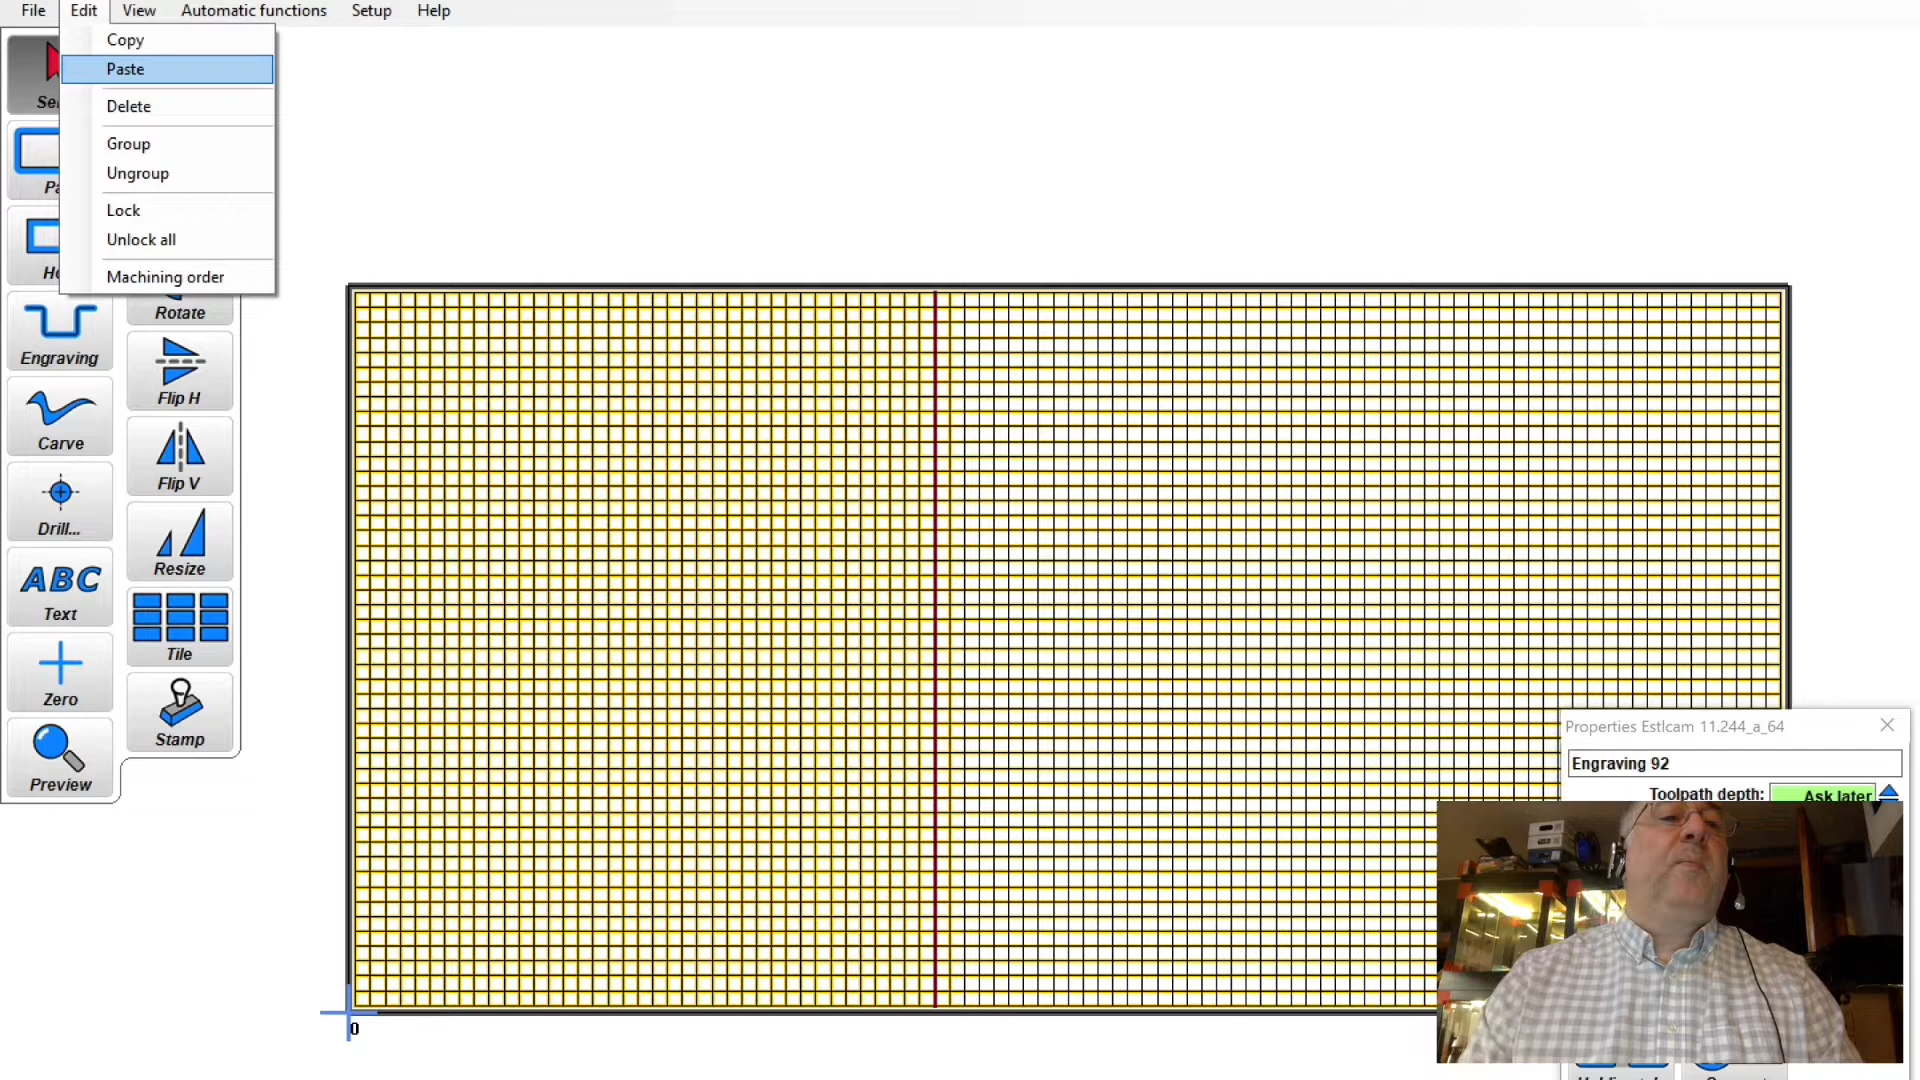 File Edit View Automatic functions Setup Help
Copy
Paste
Delete
Group
Ungroup
Lock
Unlock all
Machining order
Rotate
Engraving
Flip H
Carve
Flip V
Drill...
Resize
Text
ABC
Tile
Zero
Stamp
Preview
0
Properties Estlcam 11.244_a_64
Engraving 92
Toolpath depth: Ask later